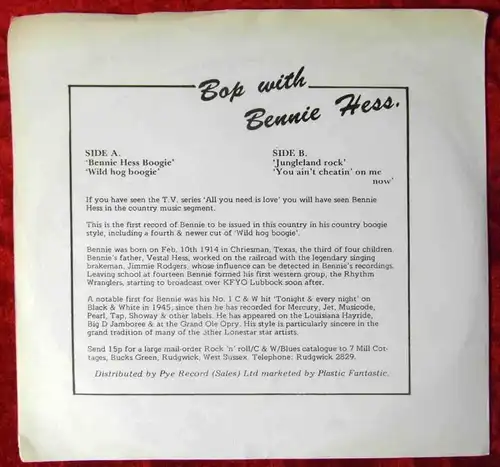 Bop with
Bennie Hess.
SIDE A.
'Bennie Hess Boogie'
'Wild hog boogie'
SIDE B.
'Jungleland rock'
'You ain't cheatin' on me
now'
If you have seen the T.V. series 'All you need is love' you will have seen Bennie
Hess in the country music segment.
This is the first record of Bennie to be issued in this country in his country boogie
style, including a fourth & newer cut of 'Wild hog boogie'.
Bennie was born on Feb. 10th 1914 in Chriesman, Texas, the third of four children.
Bennie's father, Vestal Hess, worked on the railroad with the legendary singing
brakeman, Jimmie Rodgers, whose influence can be detected in Bennie's recordings.
Leaving school at fourteen Bennie formed his first western group, the Rhythm
Wranglers, starting to broadcast over KFYO Lubbock soon after.
A notable first for Bennie was his No. 1 C & W hit 'Tonight & every night' on
Black & White in 1945, since then he has recorded for Mercury, Jet, Musicode,
Pearl, Tap, Showay & other labels. He has appeared on the Louisiana Hayride,
Big D Jamboree & at the Grand Ole Opry. His style is particularly sincere in the
grand tradition of many of the other Lonestar star artists.
Send 15p for a large mail-order Rock 'n' roll/C & W/Blues catalogue to 7 Mill Cot-
tages, Bucks Green, Rudgwick, West Sussex. Telephone: Rudgwick 2829.
Distributed by Pye Record (Sales) Ltd marketed by Plastic Fantastic.